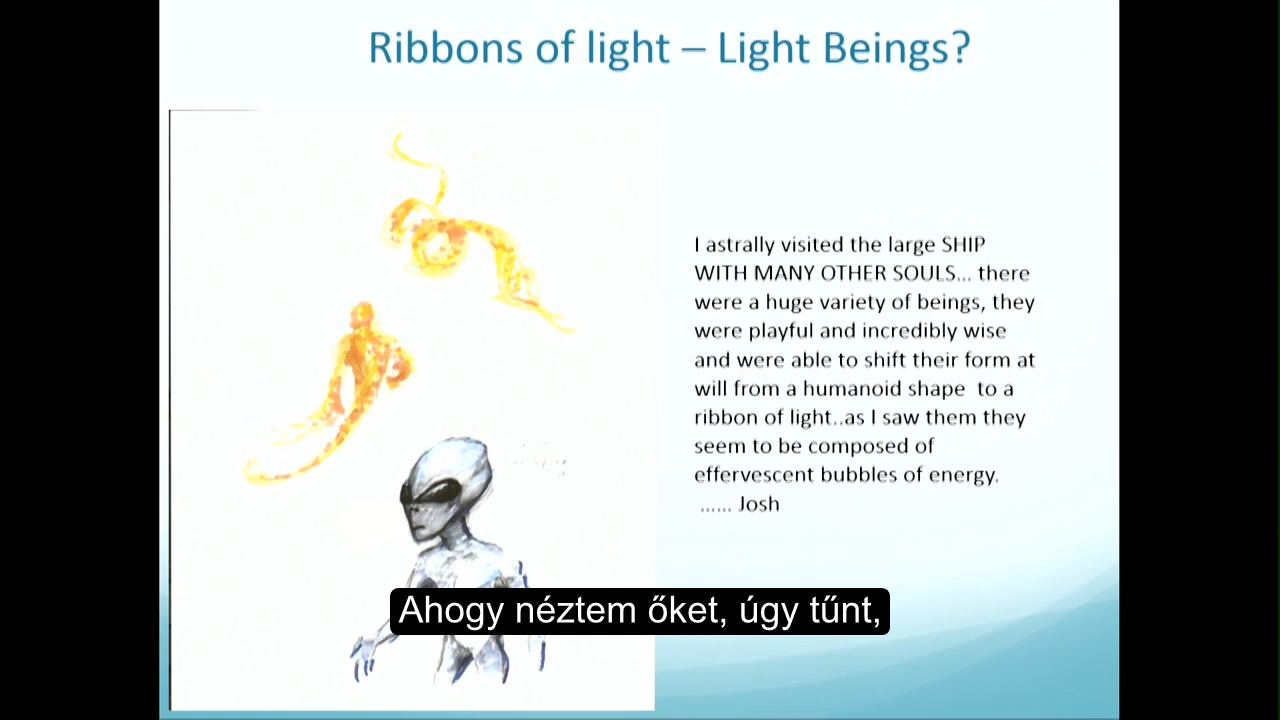 Ribbons of light – Light Beings?
I astrally visited the large SHIP
WITH MANY OTHER SOULS... there
were a huge variety of beings, they
were playful and incredibly wise
and were able to shift their form at
will from a humanoid shape  to a
ribbon of light..as I saw them they
seem to be composed of
effervescent bubbles of energy.
...... Josh
Ahogy néztem őket, úgy tűnt,